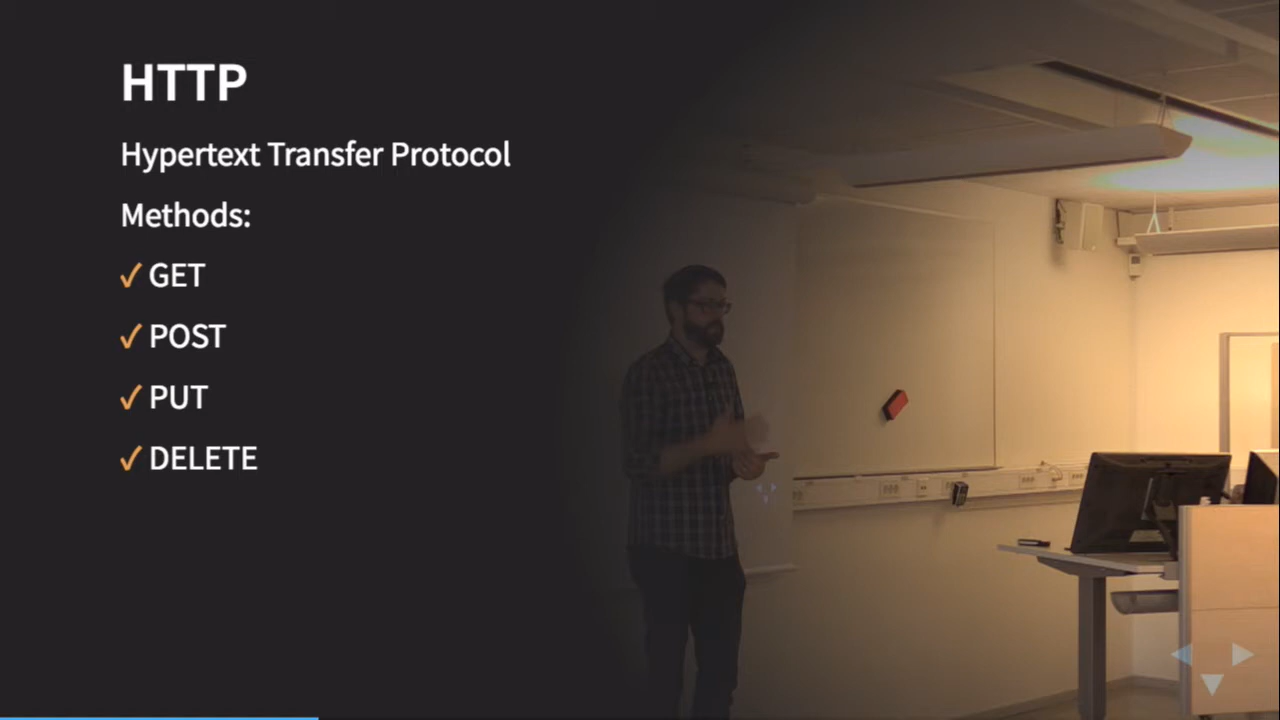 HTTP
Hypertext Transfer Protocol
Methods:
✓ GET
✓ POST
✓ PUT
✓ DELETE